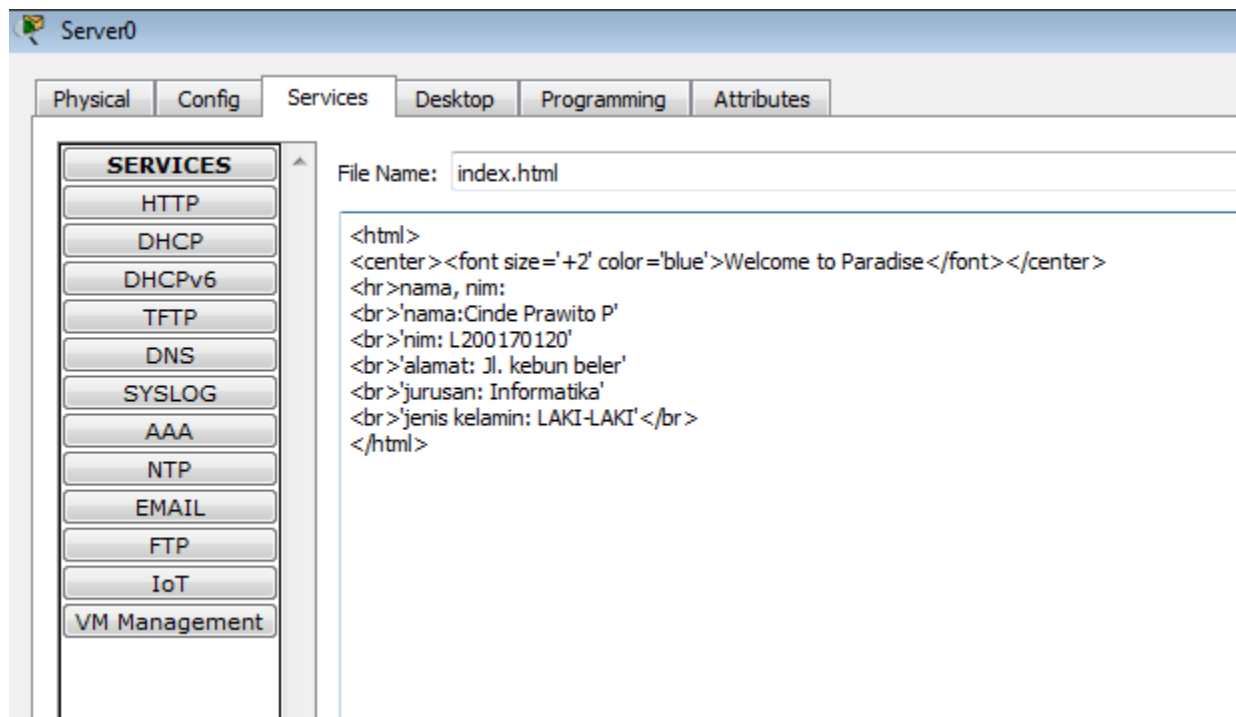 Server0
Physical Config Services Desktop Programming Attributes
SERVICES
HTTP
DHCP
DHCPv6
TFTP
DNS
SYSLOG
AAA
NTP
EMAIL
FTP
IoT
VM Management
File Name: index.html
<html>
<center><font size='+2' color='blue'>Welcome to Paradise</font></center>
<hr>nama, nim:
<br>'nama:Cinde Prawito P'
<br>'nim: L200170120'
<br>'alamat: Jl. kebun beler'
<br>'jurusan: Informatika'
<br>'jenis kelamin: LAKI-LAKI'</br>
</html>